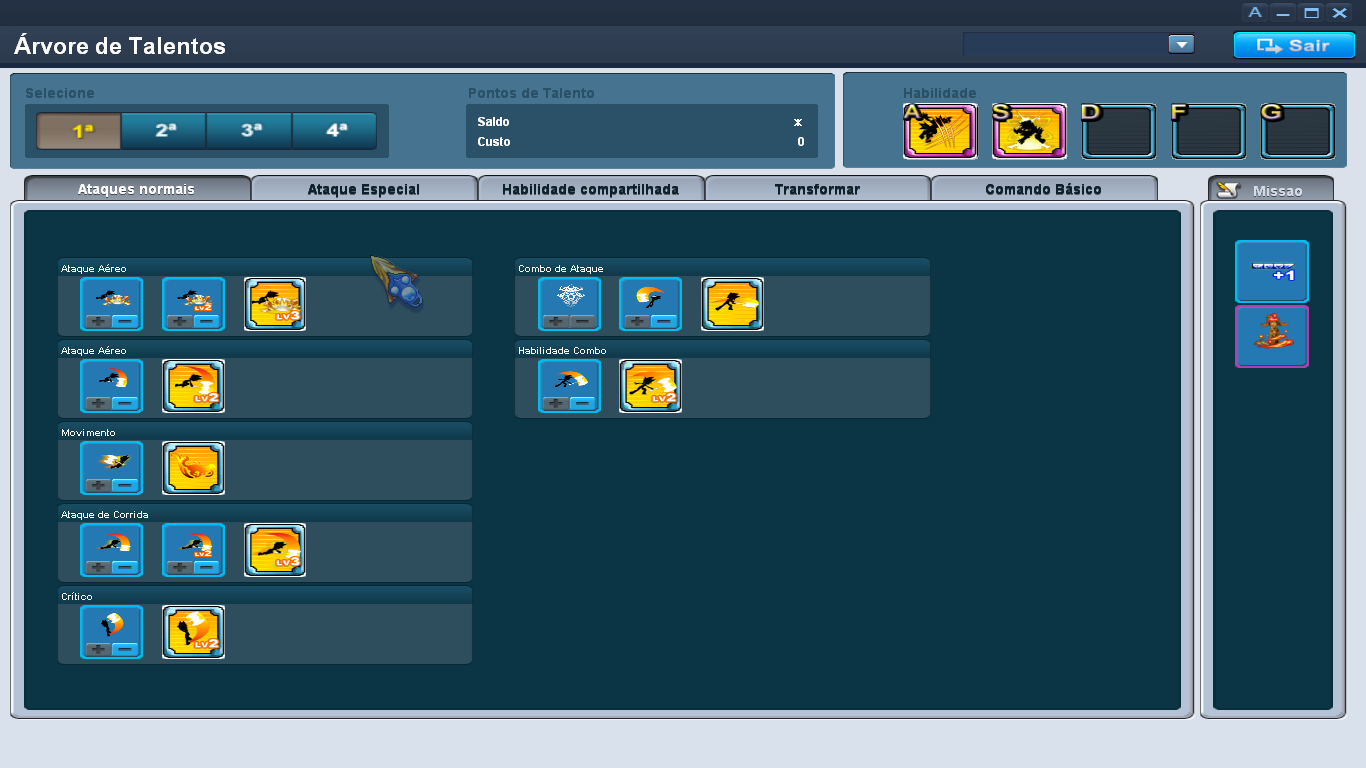 A
Árvore de Talentos
Sair
Selecione
Pontos de Talento
Habilidade
1ª 2ª 3ª 4ª
Saldo x
Custo 0
A S D F G
Ataques normais Ataque Especial Habilidade compartilhada Transformar Comando Básico Missao
Ataque Aéreo Combo de Ataque
Lv2 Lv3
+1
Ataque Aéreo Habilidade Combo
Lv2 Lv2
Movimento
Ataque de Corrida
Lv2 Lv3
Crítico
Lv2